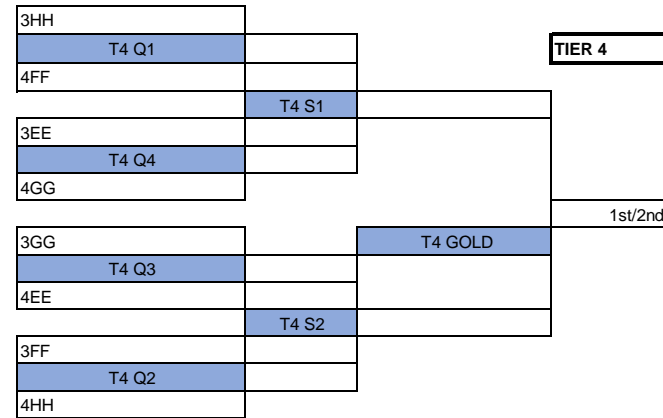 3HH
T4 Q1
TIER 4
4FF
T4 S1
3EE
T4 Q4
4GG
1st/2nd
3GG
T4 GOLD
T4 Q3
4EE
T4 S2
3FF
T4 Q2
4HH